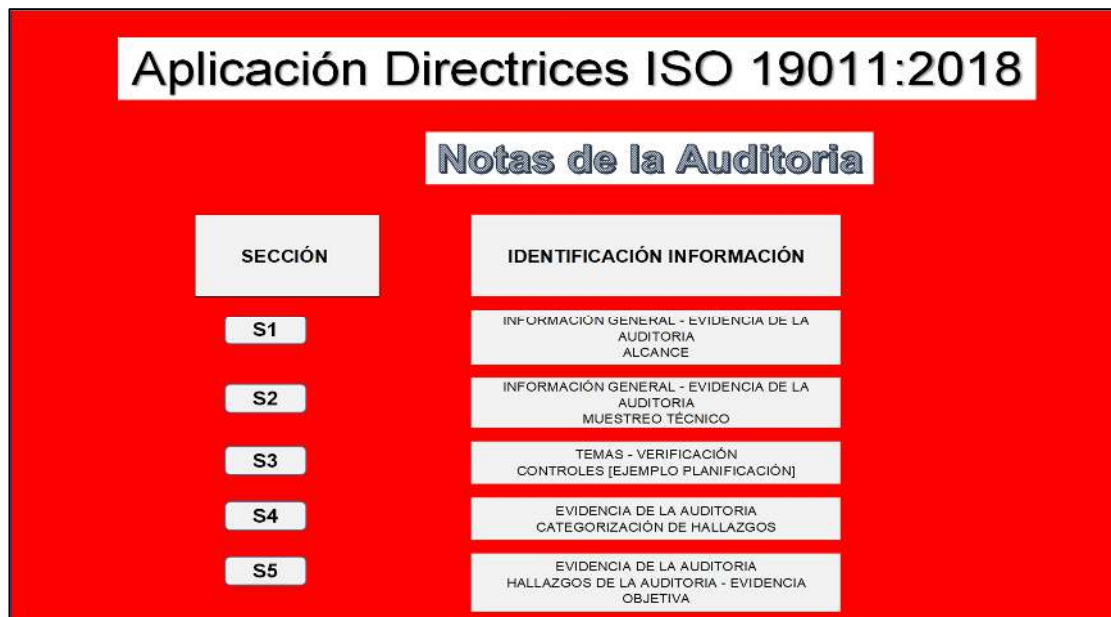 Aplicación Directrices ISO 19011:2018
Notas de la Auditoria
SECCIÓN
IDENTIFICACIÓN INFORMACIÓN
S1
INFORMACIÓN GENERAL - EVIDENCIA DE LA
AUDITORIA
ALCANCE
S2
INFORMACIÓN GENERAL - EVIDENCIA DE LA
AUDITORIA
MUESTREO TÉCNICO
S3
TEMAS - VERIFICACIÓN
CONTROLES [EJEMPLO PLANIFICACIÓN]
S4
EVIDENCIA DE LA AUDITORIA
CATEGORIZACIÓN DE HALLAZGOS
S5
EVIDENCIA DE LA AUDITORIA
HALLAZGOS DE LA AUDITORIA - EVIDENCIA
OBJETIVA